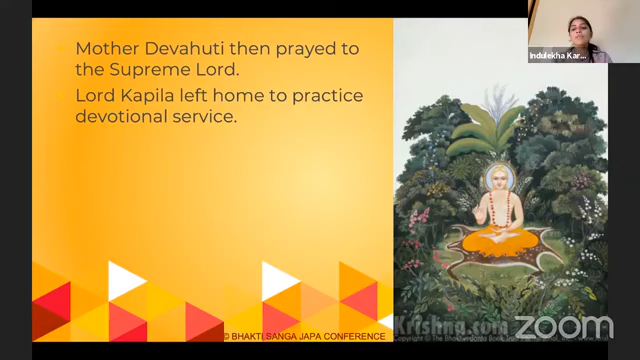 Mother Devahuti then prayed to
the Supreme Lord.
Lord Kapila left home to practice
devotional service.
Indulekha Kar...
© BHAKTI SANGA JAPA CONFERENCE
Krishna.com
zoom